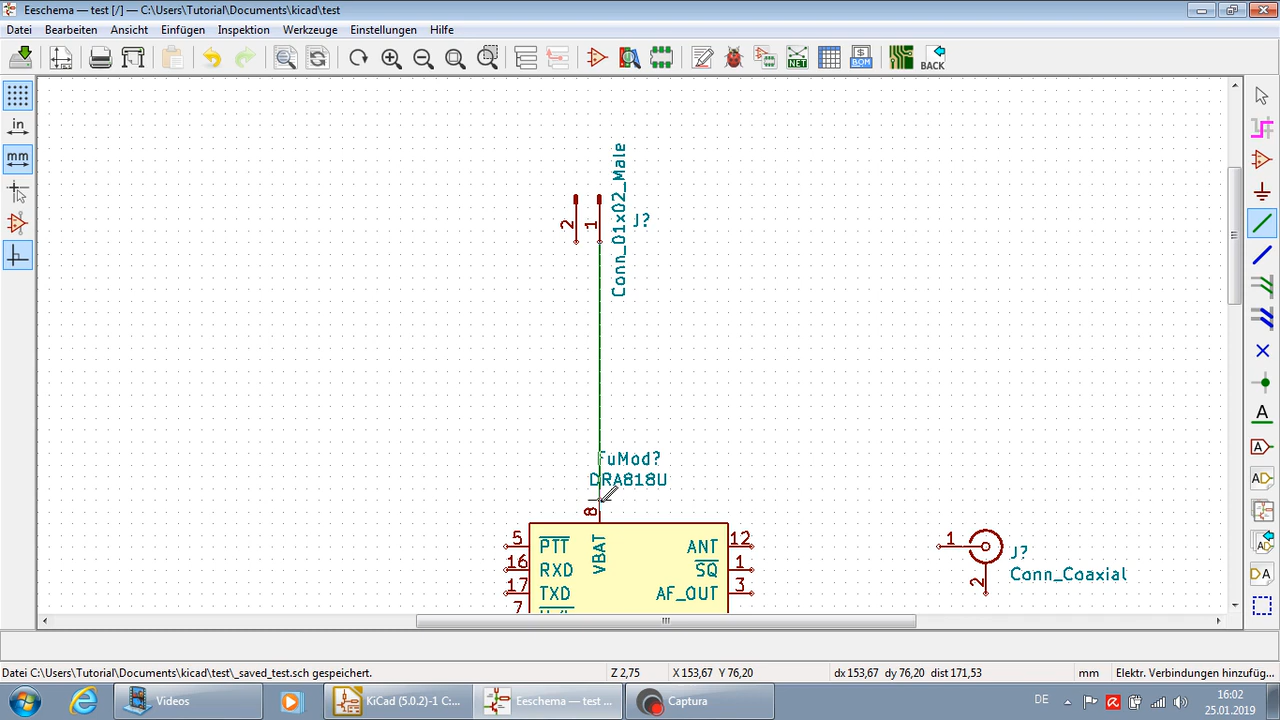 Eeschema — test [/] — C:\Users\Tutorial\Documents\kicad\test
Datei Bearbeiten Ansicht Einfügen Inspektion Werkzeuge Einstellungen Hilfe
NET BOM BACK
in
mm
Conn_01x02_Male
2 1 J?
FuMod?
DRA818U
8
VBAT
5 PTT ANT 12
16 RXD SQ 1
17 TXD AF_OUT 3
7
1 J?
2 Conn_Coaxial
A
A
A
A
A
Datei C:\Users\Tutorial\Documents\kicad\test\_saved_test.sch gespeichert. Z 2,75 X 153,67 Y 76,20 dx 153,67 dy 76,20 dist 171,53 mm Elektr. Verbindungen hinzufüg...
Videos KiCad (5.0.2)-1 C:... Eeschema — test ... Captura DE 16:02
25.01.2019